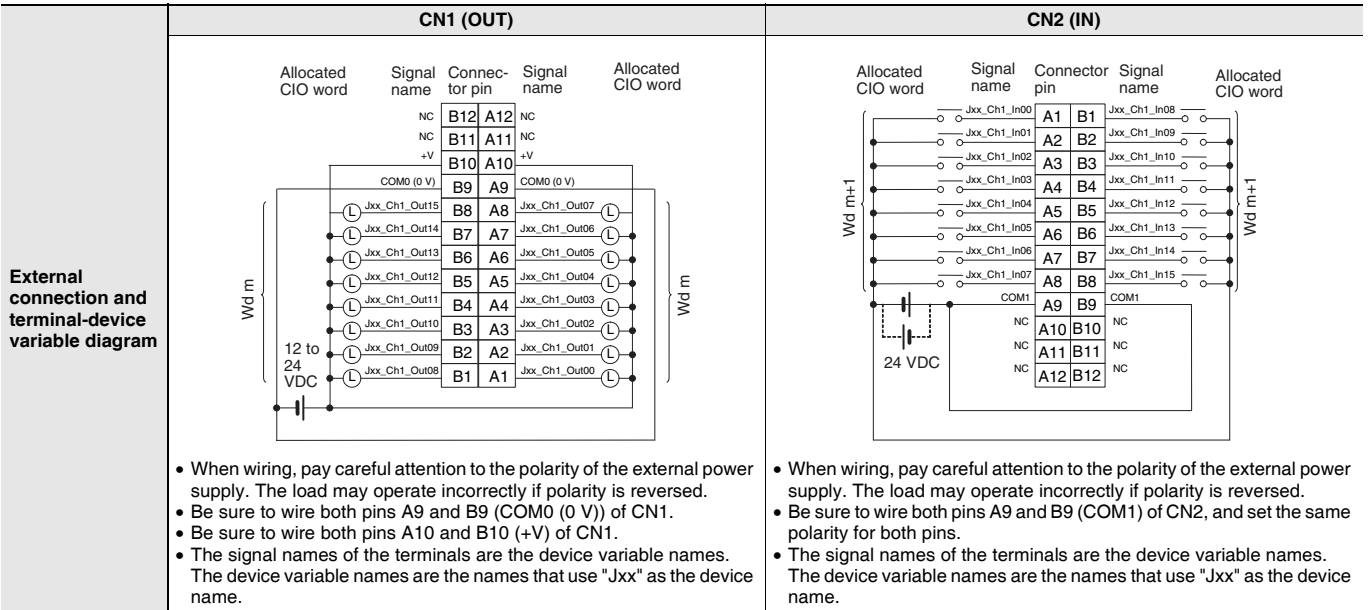 CN1 (OUT)
CN2 (IN)
External
connection and
terminal-device
variable diagram
Allocated
CIO word
Signal
name
Connec-
tor pin
Signal
name
Allocated
CIO word
NC B12 A12 NC
NC B11 A11 NC
+V B10 A10 +V
COM0 (0 V) B9 A9 COM0 (0 V)
L Jxx_Ch1_Out15 B8 A8 Jxx_Ch1_Out07 L
L Jxx_Ch1_Out14 B7 A7 Jxx_Ch1_Out06 L
L Jxx_Ch1_Out13 B6 A6 Jxx_Ch1_Out05 L
L Jxx_Ch1_Out12 B5 A5 Jxx_Ch1_Out04 L
L Jxx_Ch1_Out11 B4 A4 Jxx_Ch1_Out03 L
L Jxx_Ch1_Out10 B3 A3 Jxx_Ch1_Out02 L
L Jxx_Ch1_Out09 B2 A2 Jxx_Ch1_Out01 L
L Jxx_Ch1_Out08 B1 A1 Jxx_Ch1_Out00 L
Wd m
Wd m
12 to
24
VDC
• When wiring, pay careful attention to the polarity of the external power
supply. The load may operate incorrectly if polarity is reversed.
• Be sure to wire both pins A9 and B9 (COM0 (0 V)) of CN1.
• Be sure to wire both pins A10 and B10 (+V) of CN1.
• The signal names of the terminals are the device variable names.
The device variable names are the names that use "Jxx" as the device
name.
Allocated
CIO word
Signal
name
Connector
pin
Signal
name
Allocated
CIO word
Jxx_Ch1_In00 A1 B1 Jxx_Ch1_In08
Jxx_Ch1_In01 A2 B2 Jxx_Ch1_In09
Jxx_Ch1_In02 A3 B3 Jxx_Ch1_In10
Jxx_Ch1_In03 A4 B4 Jxx_Ch1_In11
Jxx_Ch1_In04 A5 B5 Jxx_Ch1_In12
Jxx_Ch1_In05 A6 B6 Jxx_Ch1_In13
Jxx_Ch1_In06 A7 B7 Jxx_Ch1_In14
Jxx_Ch1_In07 A8 B8 Jxx_Ch1_In15
COM1 A9 B9 COM1
NC A10 B10 NC
NC A11 B11 NC
NC A12 B12 NC
Wd m+1
Wd m+1
24 VDC
• When wiring, pay careful attention to the polarity of the external power
supply. The load may operate incorrectly if polarity is reversed.
• Be sure to wire both pins A9 and B9 (COM1) of CN2, and set the same
polarity for both pins.
• The signal names of the terminals are the device variable names.
The device variable names are the names that use "Jxx" as the device
name.